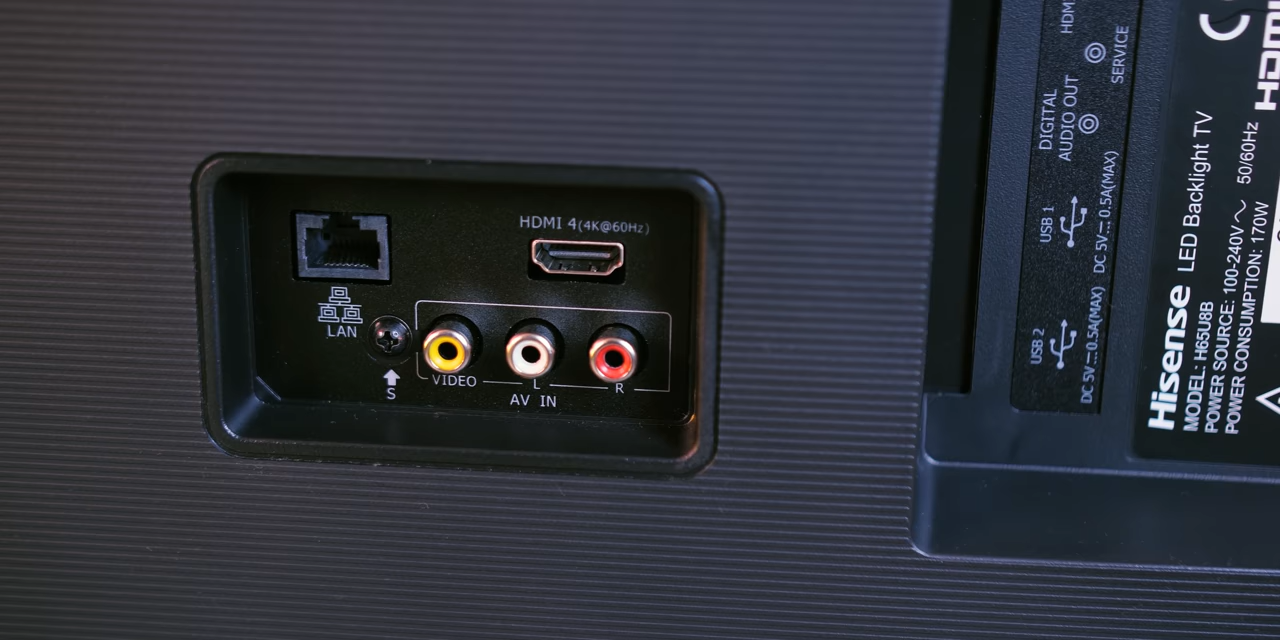 HDMI 4(4K@60Hz)
LAN
S
VIDEO
L
R
AV IN
HDMI
SERVICE
DIGITAL
AUDIO OUT
USB 1
DC 5V⎓0.5A(MAX)
USB 2
DC 5V⎓0.5A(MAX)
Hisense LED Backlight TV
MODEL: H65U8B
POWER SOURCE: 100-240V～ 50/60Hz
POWER CONSUMPTION: 170W
HDMI